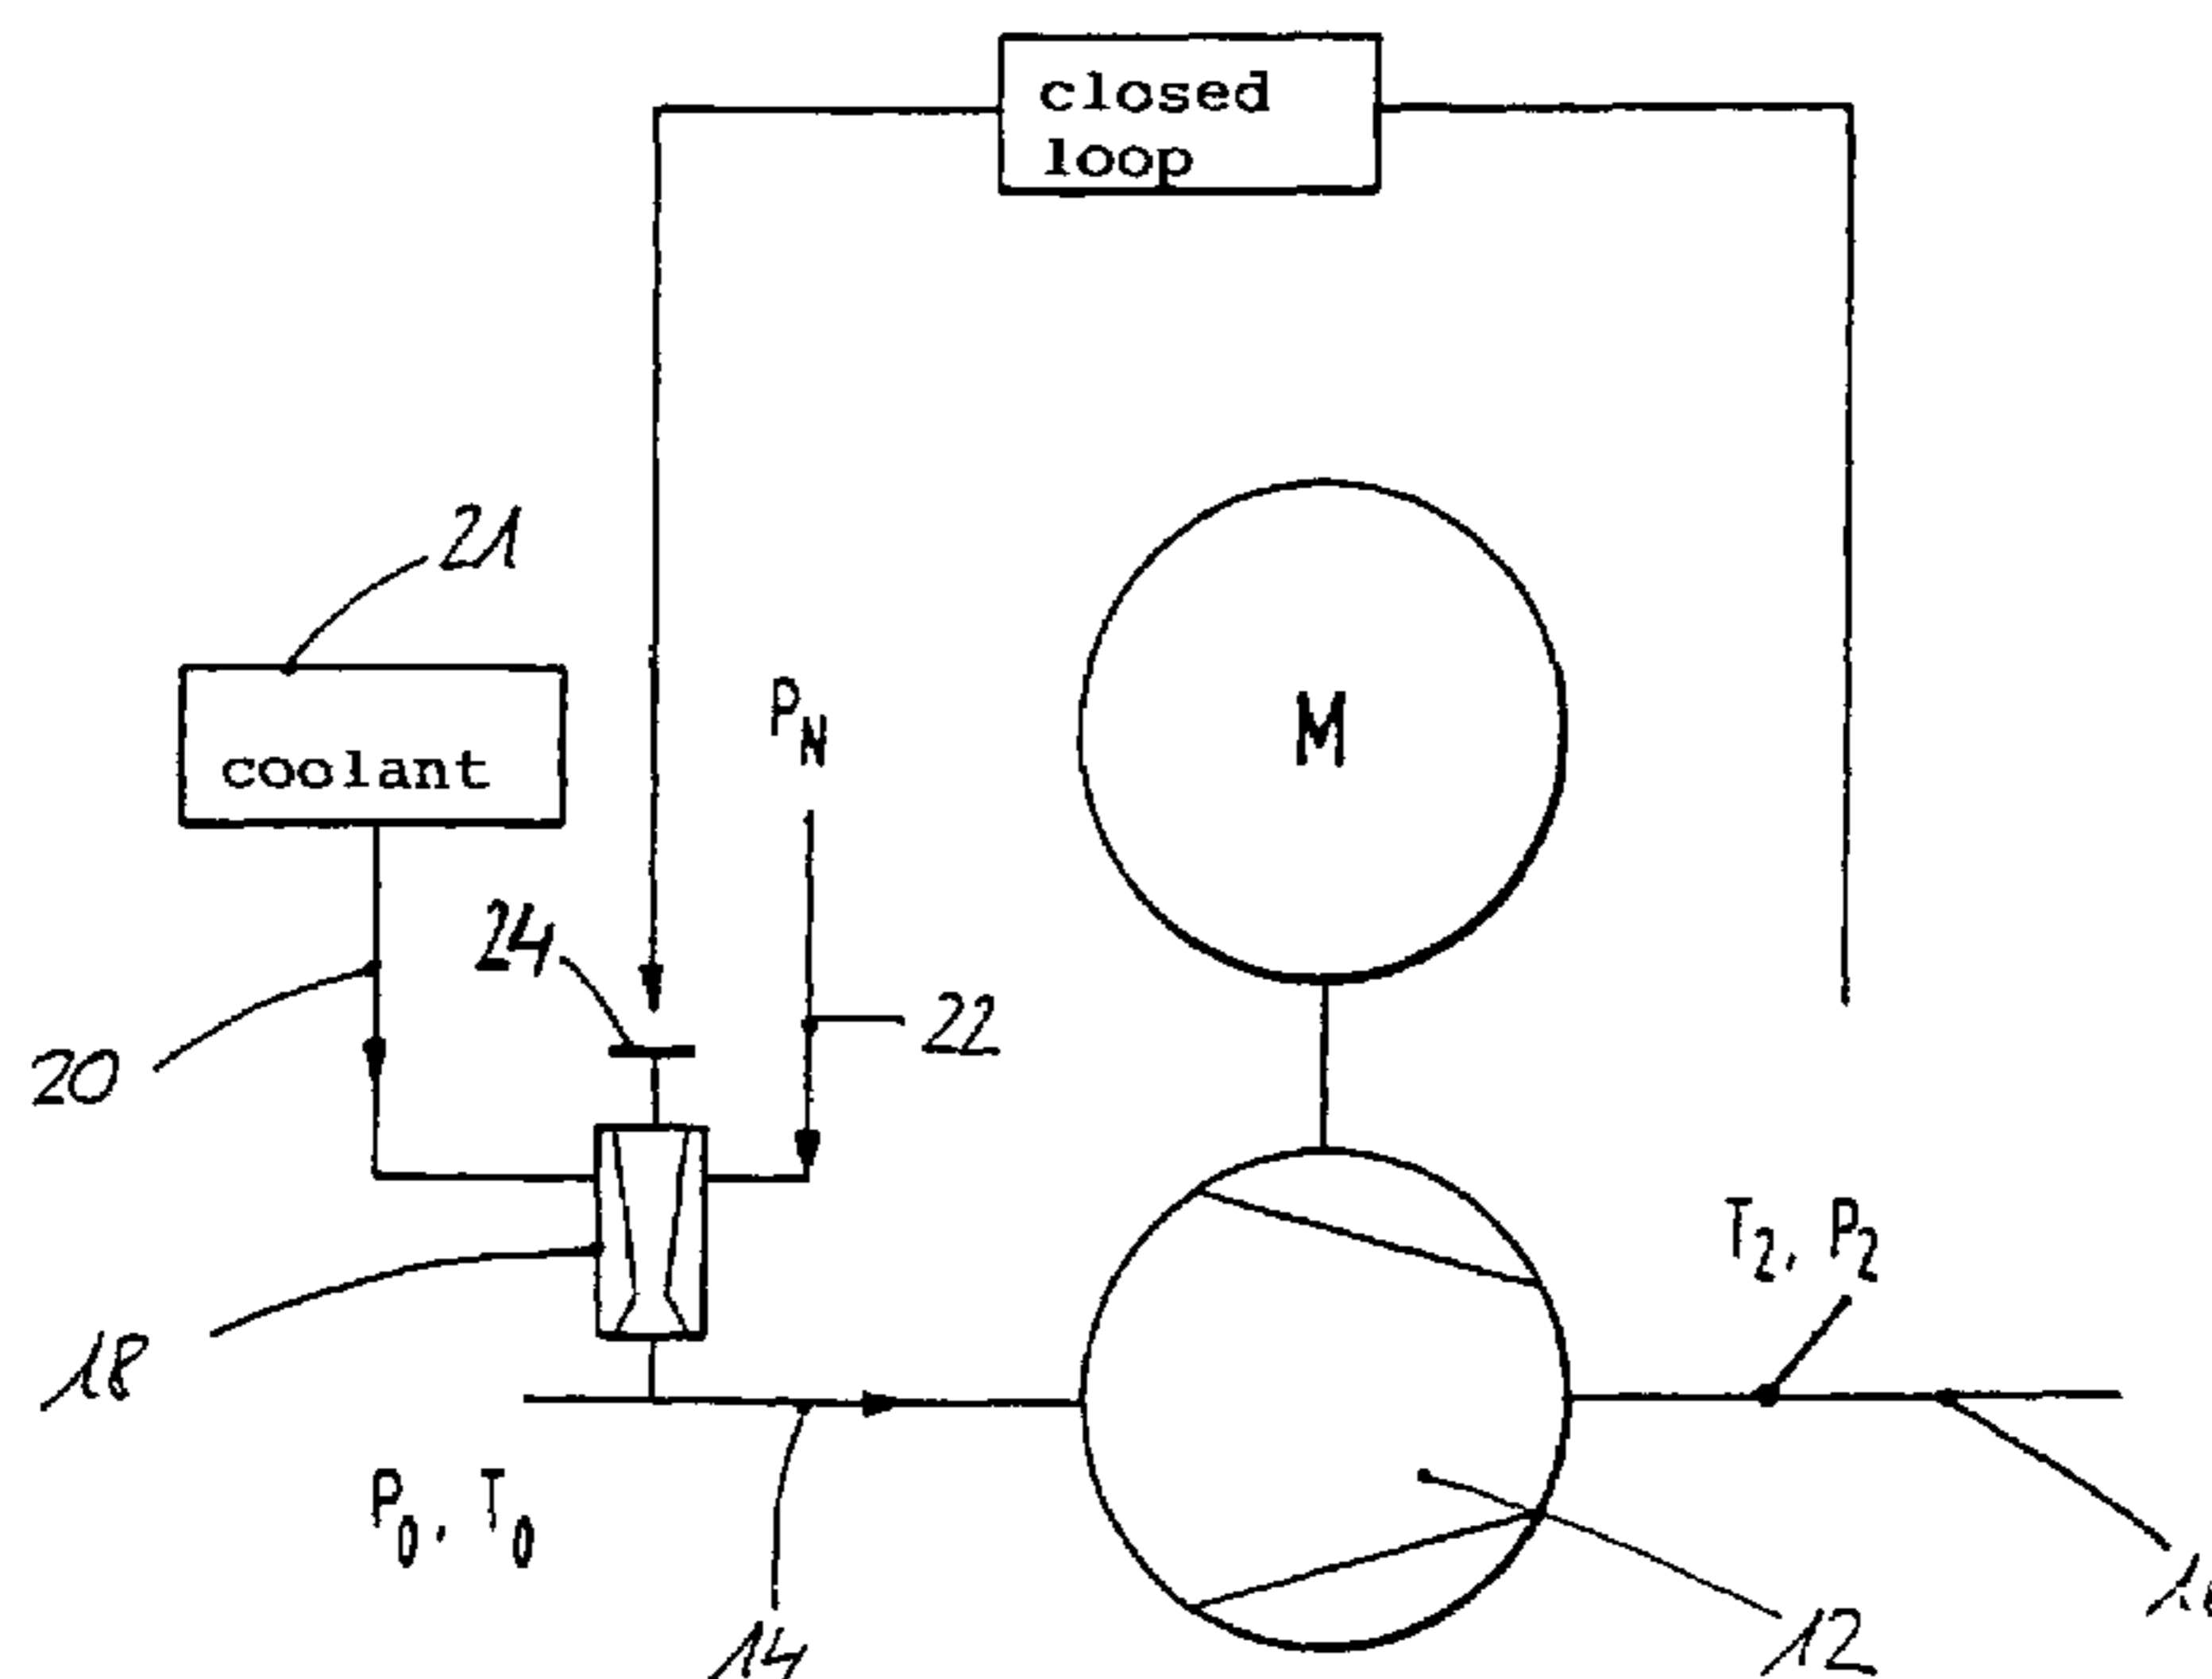 closed
loop
21
coolant
P_N
M
24
20
22
18
T_2, P_2
P_0, T_0
14
12